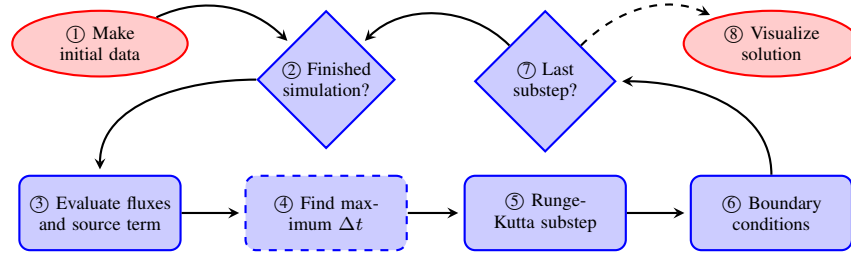 ① Make
initial data
② Finished
simulation?
⑦ Last
substep?
⑧ Visualize
solution
③ Evaluate fluxes
and source term
④ Find max-
imum Δt
⑤ Runge-
Kutta substep
⑥ Boundary
conditions